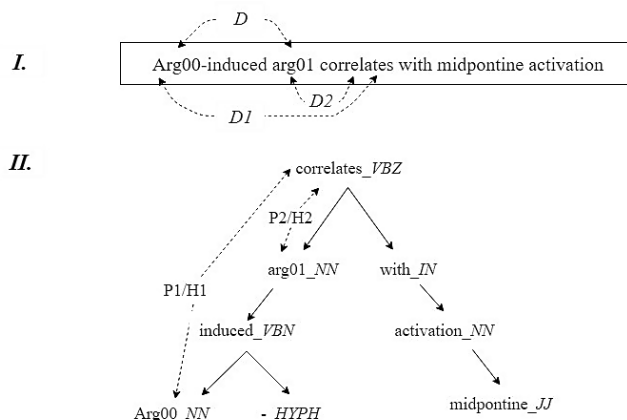 D
I.
Arg00-induced arg01 correlates with midpontine activation
D2
D1
II.
correlates_VBZ
P2/H2
arg01_NN with_IN
P1/H1
induced_VBN activation_NN
Arg00_NN -_HYPH midpontine_JJ